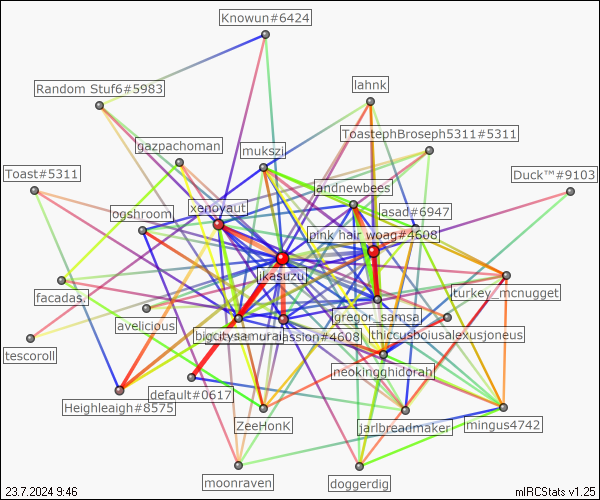 Knowun#6424
Random Stuf6#5983
lahnk
ToastephBroseph5311#5311
gazpachoman
mukszi
Toast#5311
Duck™#9103
andnewbees
xenoyaut
ogshroom
asad#6947
pink hair woag#4608
ikasuzu
turkey_mcnugget
facadas.
avelicious
gregor_samsa
bigcitysamurai
assion#4608
thiccusboiusalexusjoneus
tescoroll
neokingghidorah
default#0617
Heighleaigh#8575
ZeeHonK
jarlbreadmaker
mingus4742
moonraven
doggerdig
23.7.2024 9:46
mIRCStats v1.25